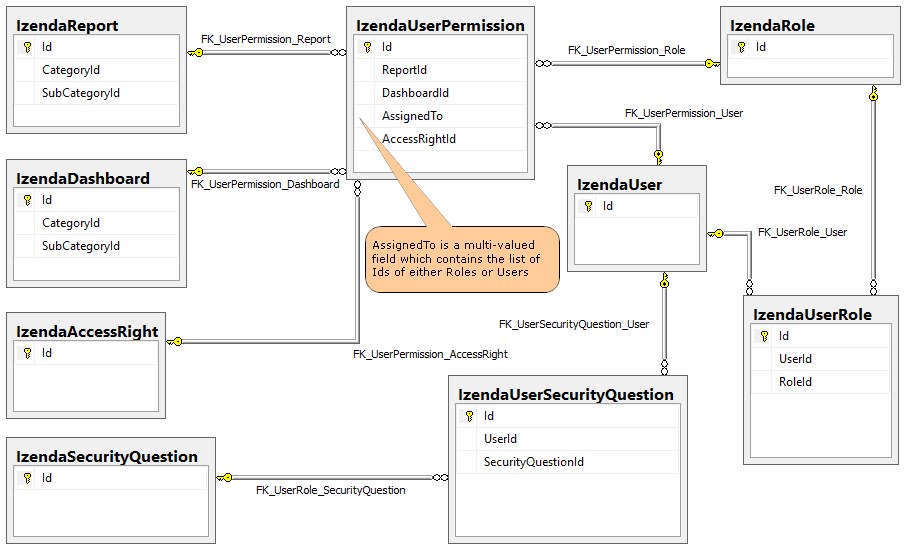 IzendaReport
Id
CategoryId
SubCategoryId
FK_UserPermission_Report
IzendaUserPermission
Id
ReportId
DashboardId
AssignedTo
AccessRightId
FK_UserPermission_Role
IzendaRole
Id
FK_UserPermission_User
IzendaDashboard
Id
CategoryId
SubCategoryId
FK_UserPermission_Dashboard
IzendaUser
Id
FK_UserRole_Role
FK_UserRole_User
AssignedTo is a multi-valued
field which contains the list of
Ids of either Roles or Users
IzendaAccessRight
Id
FK_UserPermission_AccessRight
FK_UserSecurityQuestion_User
IzendaUserRole
Id
UserId
RoleId
IzendaUserSecurityQuestion
Id
UserId
SecurityQuestionId
IzendaSecurityQuestion
Id
FK_UserRole_SecurityQuestion